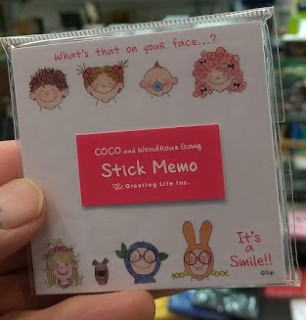 What's that on your face...?
COCO and Wondrous Gang
Stick Memo
Greeting Life Inc.
It's
a
Smile!!